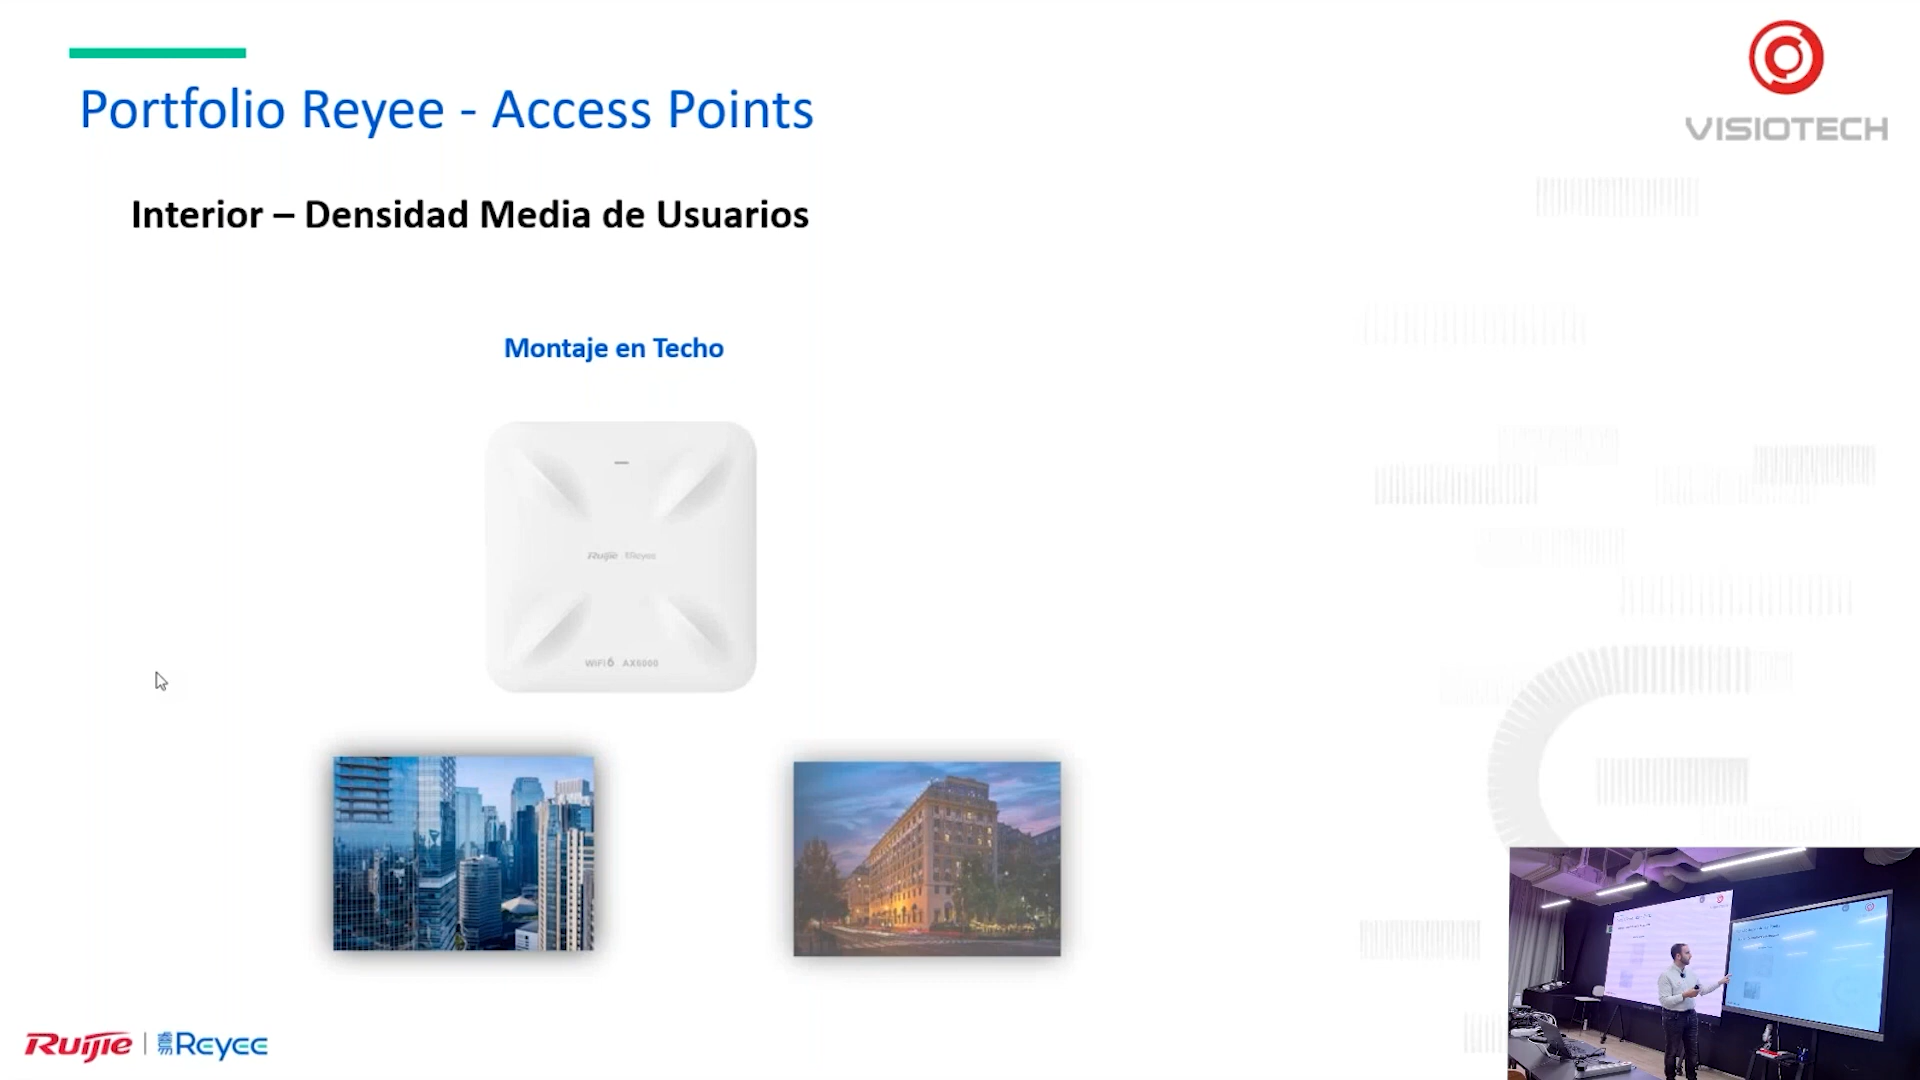 Portfolio Reyee - Access Points
VISIOTECH
Interior – Densidad Media de Usuarios
Montaje en Techo
Ruijie Reyee
WiFi6 AX6000
Ruijie | Reyee